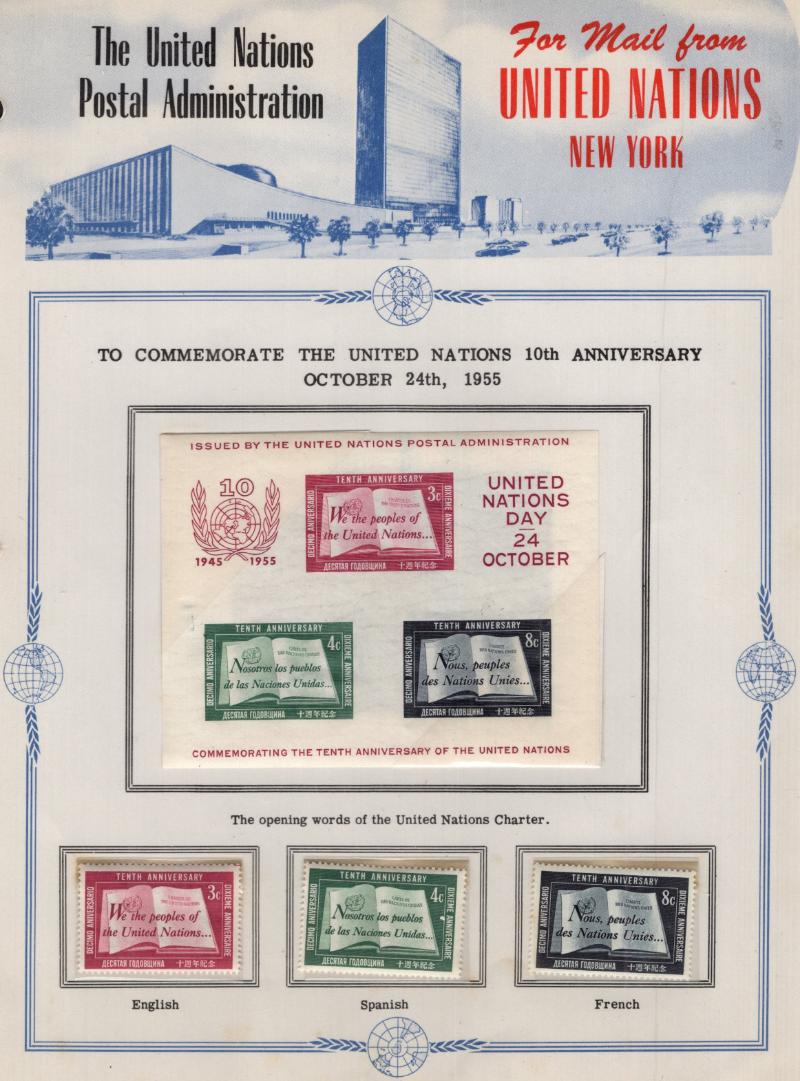 The United Nations
Postal Administration
For Mail from
UNITED NATIONS
NEW YORK
TO COMMEMORATE THE UNITED NATIONS 10th ANNIVERSARY
OCTOBER 24th, 1955
ISSUED BY THE UNITED NATIONS POSTAL ADMINISTRATION
10
1945 1955
TENTH ANNIVERSARY
DECIMO ANIVERSARIO
3c
We the peoples of
the United Nations...
DIXIEME ANNIVERSAIRE
ДЕСЯТАЯ ГОДОВЩИНА 十週年紀念
UNITED
NATIONS
DAY
24
OCTOBER
TENTH ANNIVERSARY
DECIMO ANIVERSARIO
4c
Nosotros los pueblos
de las Naciones Unidas...
DIXIEME ANNIVERSAIRE
ДЕСЯТАЯ ГОДОВЩИНА 十週年紀念
TENTH ANNIVERSARY
DECIMO ANIVERSARIO
8c
Nous, peuples
des Nations Unies...
DIXIEME ANNIVERSAIRE
ДЕСЯТАЯ ГОДОВЩИНА 十週年紀念
COMMEMORATING THE TENTH ANNIVERSARY OF THE UNITED NATIONS
The opening words of the United Nations Charter.
TENTH ANNIVERSARY
DECIMO ANIVERSARIO
3c
We the peoples of
the United Nations...
DIXIEME ANNIVERSAIRE
ДЕСЯТАЯ ГОДОВЩИНА 十週年紀念
English
TENTH ANNIVERSARY
DECIMO ANIVERSARIO
4c
Nosotros los pueblos
de las Naciones Unidas...
DIXIEME ANNIVERSAIRE
ДЕСЯТАЯ ГОДОВЩИНА 十週年紀念
Spanish
TENTH ANNIVERSARY
DECIMO ANIVERSARIO
8c
Nous, peuples
des Nations Unies...
DIXIEME ANNIVERSAIRE
ДЕСЯТАЯ ГОДОВЩИНА 十週年紀念
French